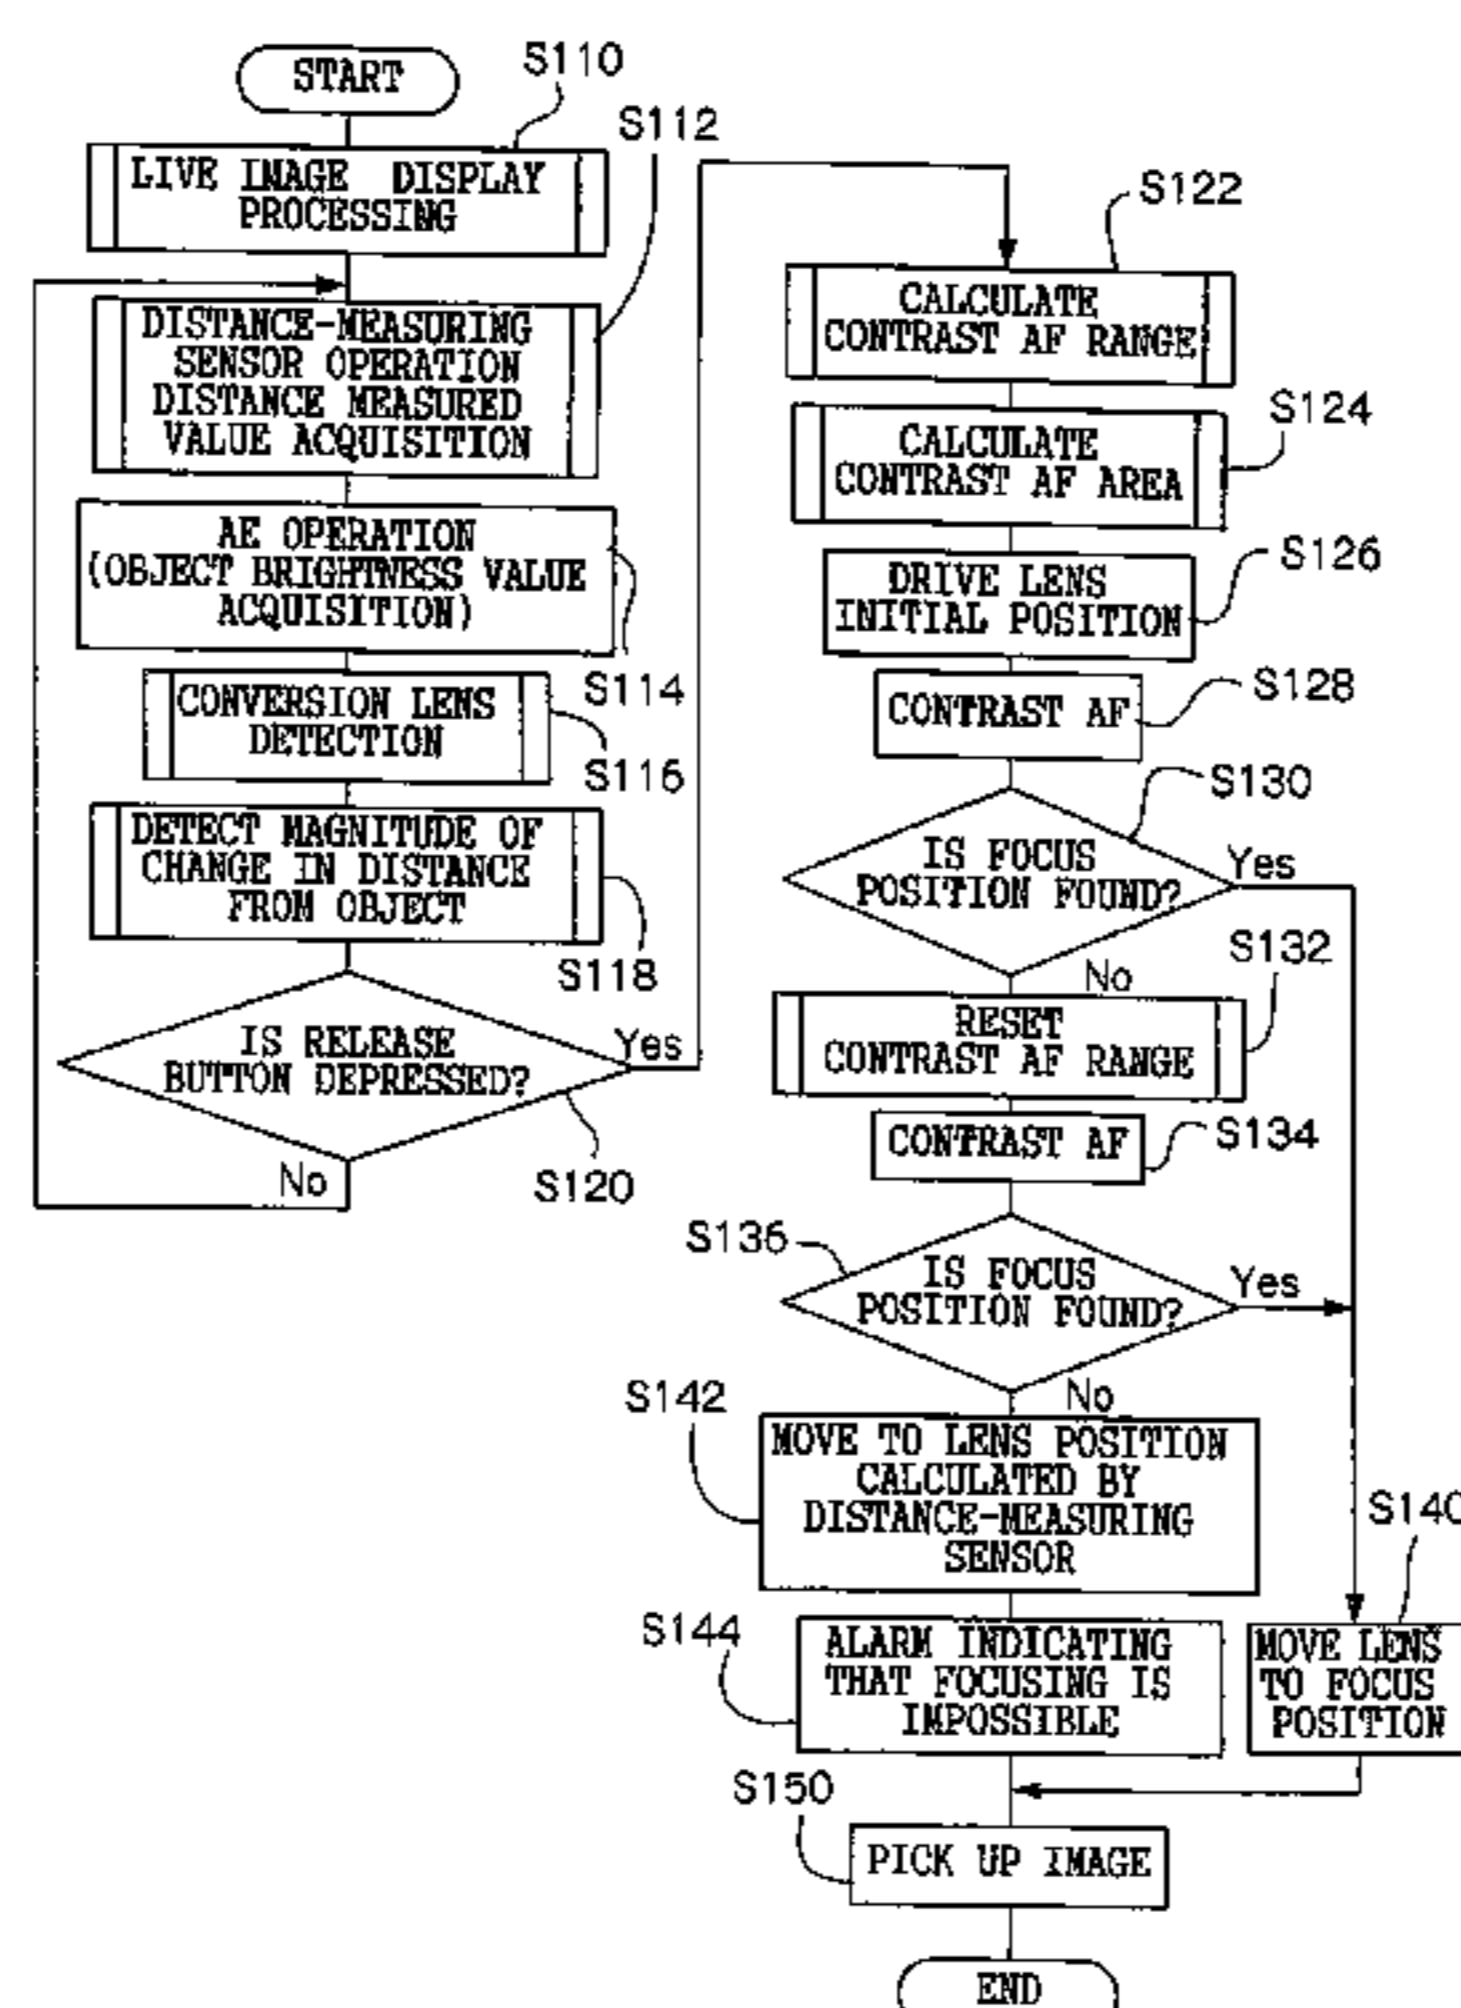 START
S110
LIVE IMAGE DISPLAY
PROCESSING
S112
DISTANCE-MEASURING
SENSOR OPERATION
DISTANCE MEASURED
VALUE ACQUISITION
AE OPERATION
(OBJECT BRIGHTNESS VALUE
ACQUISITION)
S114
CONVERSION LENS
DETECTION
S116
DETECT MAGNITUDE OF
CHANGE IN DISTANCE
FROM OBJECT
S118
IS RELEASE
BUTTON DEPRESSED?
Yes
No
S120
S122
CALCULATE
CONTRAST AF RANGE
S124
CALCULATE
CONTRAST AF AREA
S126
DRIVE LENS
INITIAL POSITION
S128
CONTRAST AF
S130
IS FOCUS
POSITION FOUND?
Yes
No
S132
RESET
CONTRAST AF RANGE
S134
CONTRAST AF
S136
IS FOCUS
POSITION FOUND?
Yes
No
S142
MOVE TO LENS POSITION
CALCULATED BY
DISTANCE-MEASURING
SENSOR
S140
MOVE LENS
TO FOCUS
POSITION
S144
ALARM INDICATING
THAT FOCUSING IS
IMPOSSIBLE
S150
PICK UP IMAGE
END